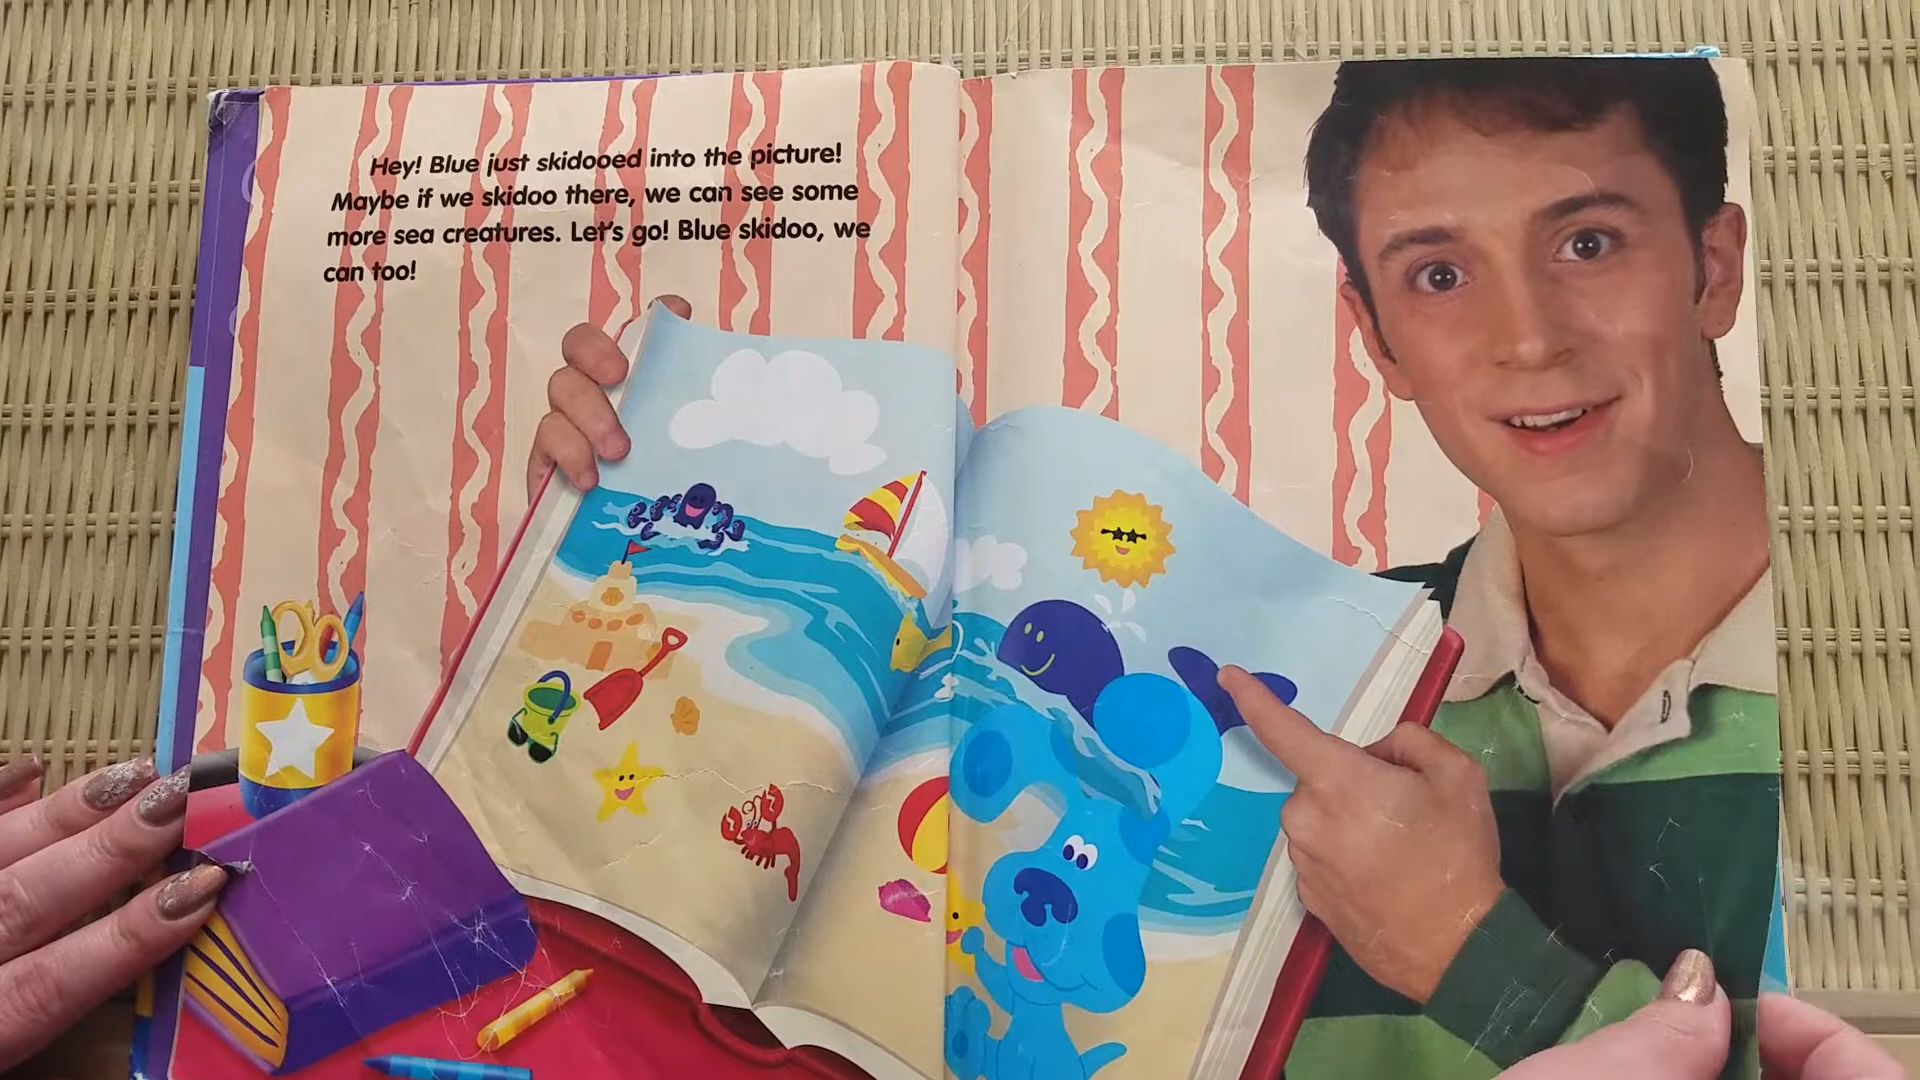 Hey! Blue just skidooed into the picture!
Maybe if we skidoo there, we can see some
more sea creatures. Let's go! Blue skidoo, we
can too!